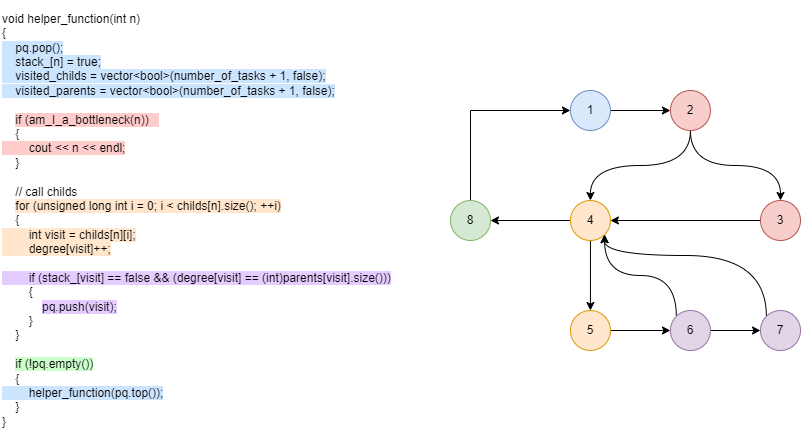 void helper_function(int n)
{
pq.pop();
stack_[n] = true;
visited_childs = vector<bool>(number_of_tasks + 1, false);
visited_parents = vector<bool>(number_of_tasks + 1, false);
if (am_I_a_bottleneck(n))
{
cout << n << endl;
}
// call childs
for (unsigned long int i = 0; i < childs[n].size(); ++i)
{
int visit = childs[n][i];
degree[visit]++;
if (stack_[visit] == false && (degree[visit] == (int)parents[visit].size()))
{
pq.push(visit);
}
}
if (!pq.empty())
{
helper_function(pq.top());
}
}
1
2
8
4
3
5
6
7